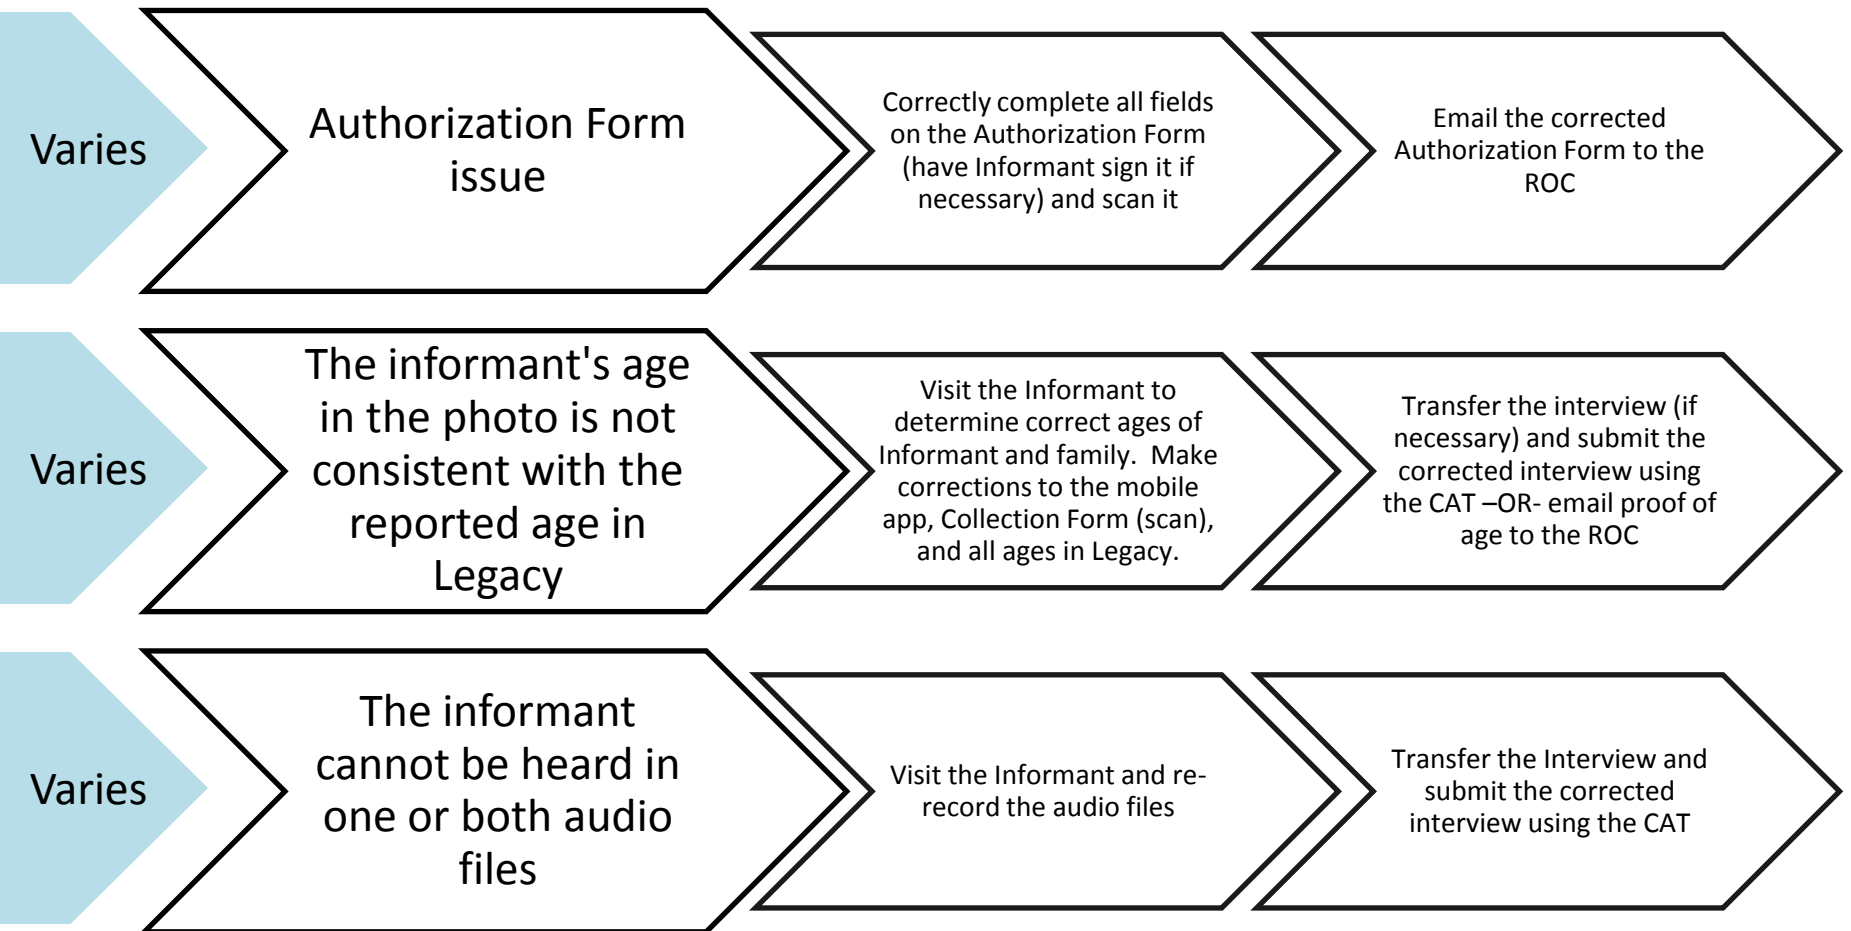 Varies
Authorization Form
issue
Correctly complete all fields
on the Authorization Form
(have Informant sign it if
necessary) and scan it
Email the corrected
Authorization Form to the
ROC
Varies
The informant's age
in the photo is not
consistent with the
reported age in
Legacy
Visit the Informant to
determine correct ages of
Informant and family.  Make
corrections to the mobile
app, Collection Form (scan),
and all ages in Legacy.
Transfer the interview (if
necessary) and submit the
corrected interview using
the CAT –OR- email proof of
age to the ROC
Varies
The informant
cannot be heard in
one or both audio
files
Visit the Informant and re-
record the audio files
Transfer the Interview and
submit the corrected
interview using the CAT